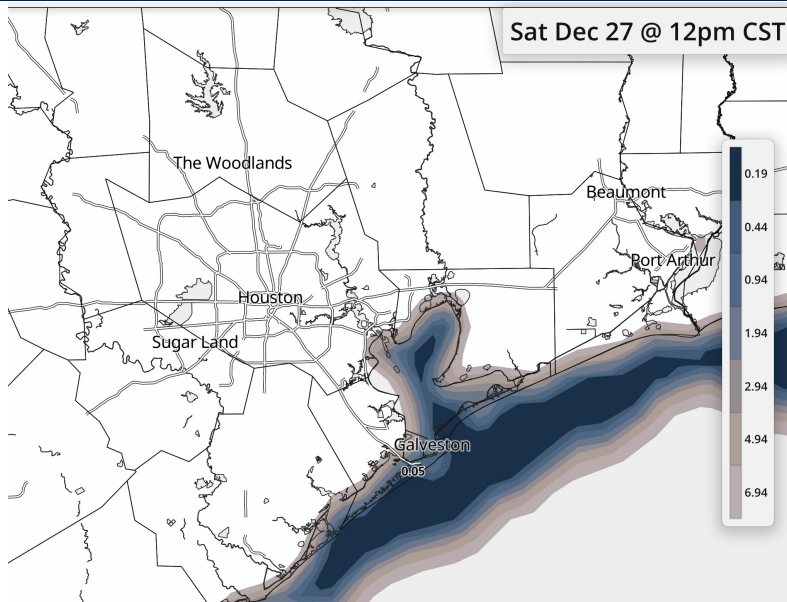 Sat Dec 27 @ 12pm CST
The Woodlands
0.19
Beaumont
0.44
Port Arthur
0.94
Houston
1.94
Sugar Land
2.94
Galveston
4.94
0.05
6.94